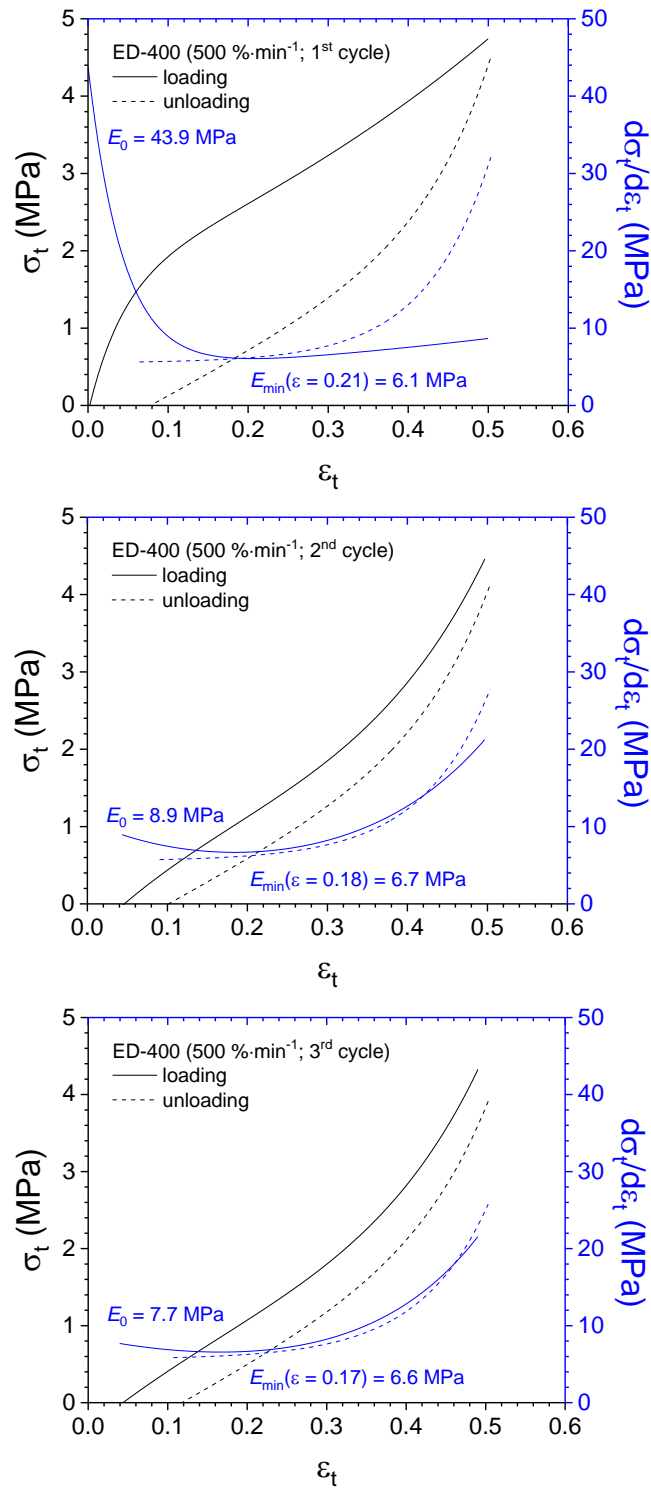 ED-400 (500 %·min⁻¹; 1ˢᵗ cycle)
loading
unloading
E₀ = 43.9 MPa
Eₘᵢₙ(ε = 0.21) = 6.1 MPa
σₜ (MPa)
5
4
3
2
1
0
dσₜ/dεₜ (MPa)
50
40
30
20
10
0
0.0 0.1 0.2 0.3 0.4 0.5 0.6
εₜ
ED-400 (500 %·min⁻¹; 2ⁿᵈ cycle)
loading
unloading
E₀ = 8.9 MPa
Eₘᵢₙ(ε = 0.18) = 6.7 MPa
σₜ (MPa)
5
4
3
2
1
0
dσₜ/dεₜ (MPa)
50
40
30
20
10
0
0.0 0.1 0.2 0.3 0.4 0.5 0.6
εₜ
ED-400 (500 %·min⁻¹; 3ʳᵈ cycle)
loading
unloading
E₀ = 7.7 MPa
Eₘᵢₙ(ε = 0.17) = 6.6 MPa
σₜ (MPa)
5
4
3
2
1
0
dσₜ/dεₜ (MPa)
50
40
30
20
10
0
0.0 0.1 0.2 0.3 0.4 0.5 0.6
εₜ